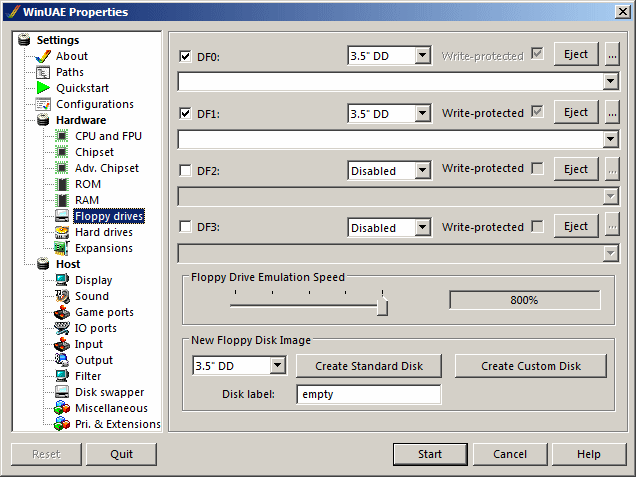 WinUAE Properties
Settings
About
Paths
Quickstart
Configurations
Hardware
CPU and FPU
Chipset
Adv. Chipset
ROM
RAM
Floppy drives
Hard drives
Expansions
Host
Display
Sound
Game ports
IO ports
Input
Output
Filter
Disk swapper
Miscellaneous
Pri. & Extensions
DF0: 3.5" DD Write-protected Eject ...
DF1: 3.5" DD Write-protected Eject ...
DF2: Disabled Write-protected Eject ...
DF3: Disabled Write-protected Eject ...
Floppy Drive Emulation Speed
800%
New Floppy Disk Image
3.5" DD Create Standard Disk Create Custom Disk
Disk label: empty
Reset Quit Start Cancel Help